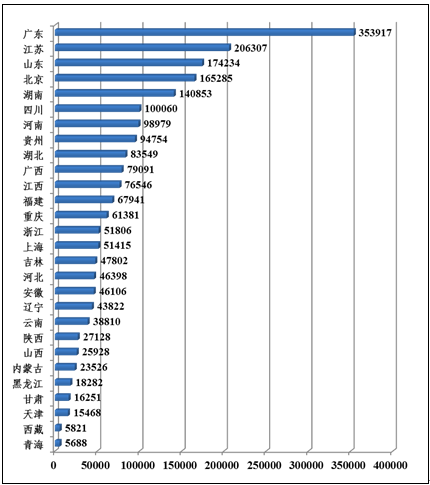 广东 353917
江苏 206307
山东 174234
北京 165285
湖南 140853
四川 100060
河南 98979
贵州 94754
湖北 83549
广西 79091
江西 76546
福建 67941
重庆 61381
浙江 51806
上海 51415
吉林 47802
河北 46398
安徽 46106
辽宁 43822
云南 38810
陕西 27128
山西 25928
内蒙古 23526
黑龙江 18282
甘肃 16251
天津 15468
西藏 5821
青海 5688
0 50000 100000 150000 200000 250000 300000 350000 400000